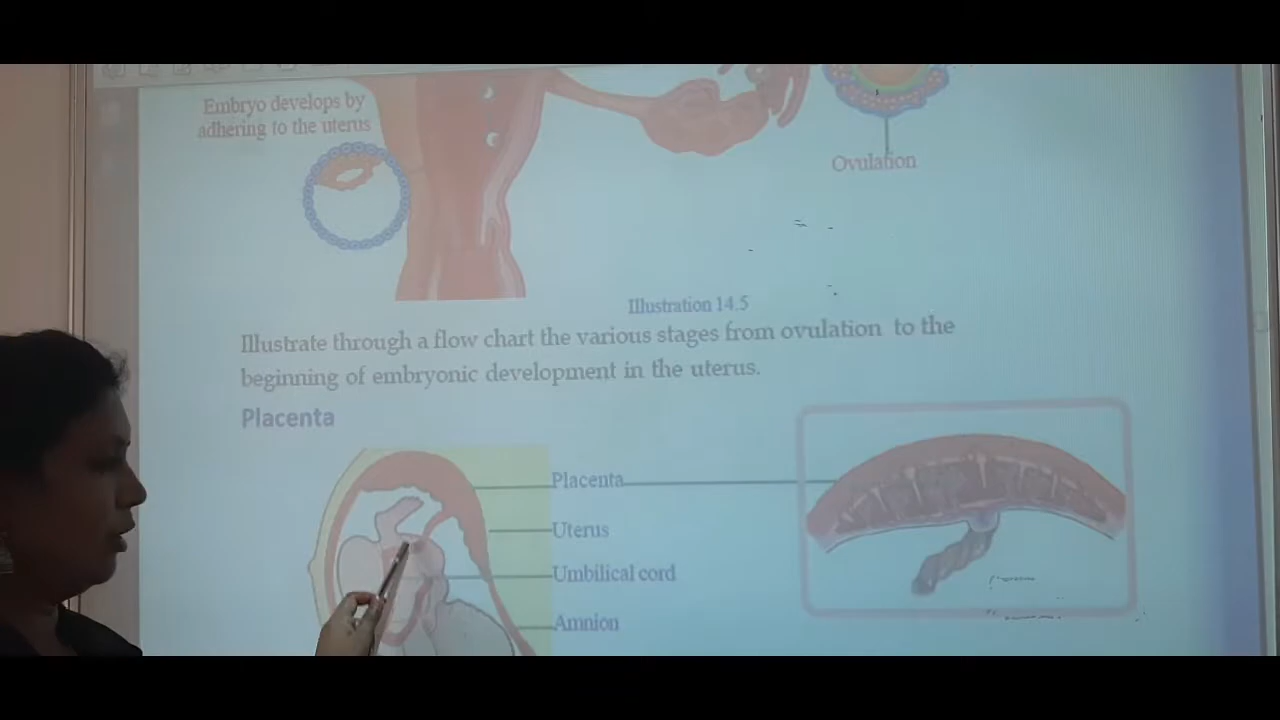 Embryo develops by
adhering to the uterus
Ovulation
Illustration 14.5
Illustrate through a flow chart the various stages from ovulation to the
beginning of embryonic development in the uterus.
Placenta
Placenta
Uterus
Umbilical cord
Amnion